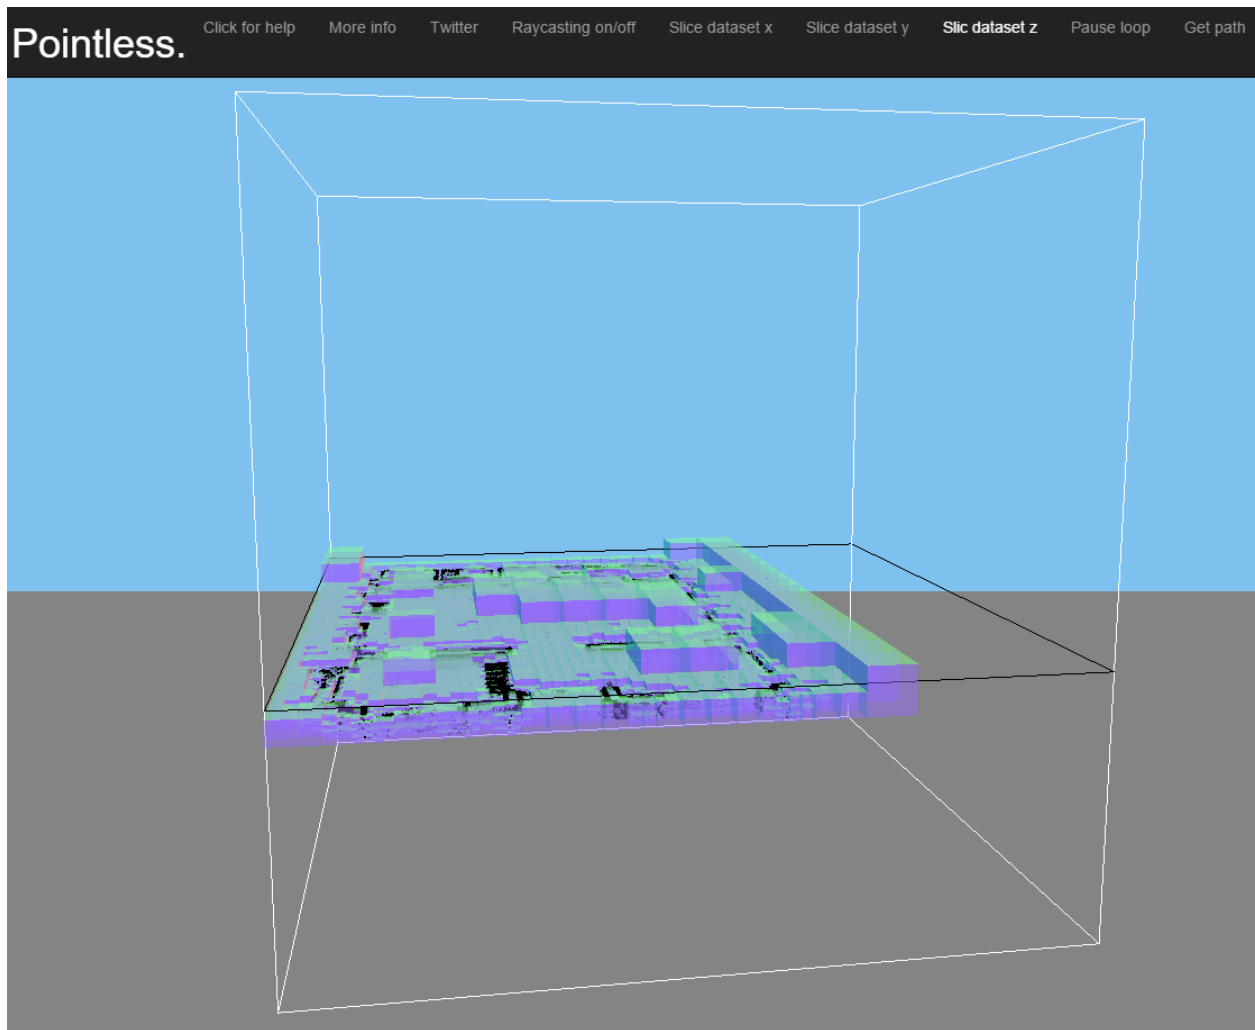 Pointless. Click for help More info Twitter Raycasting on/off Slice dataset x Slice dataset y Slic dataset z Pause loop Get path